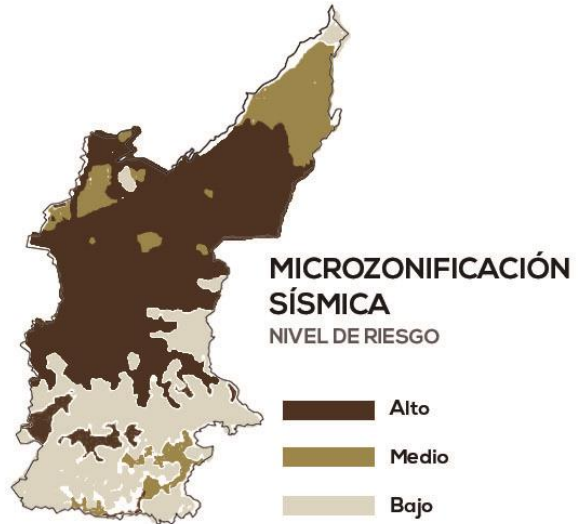 MICROZONIFICACIÓN
SÍSMICA
NIVEL DE RIESGO
Alto
Medio
Bajo